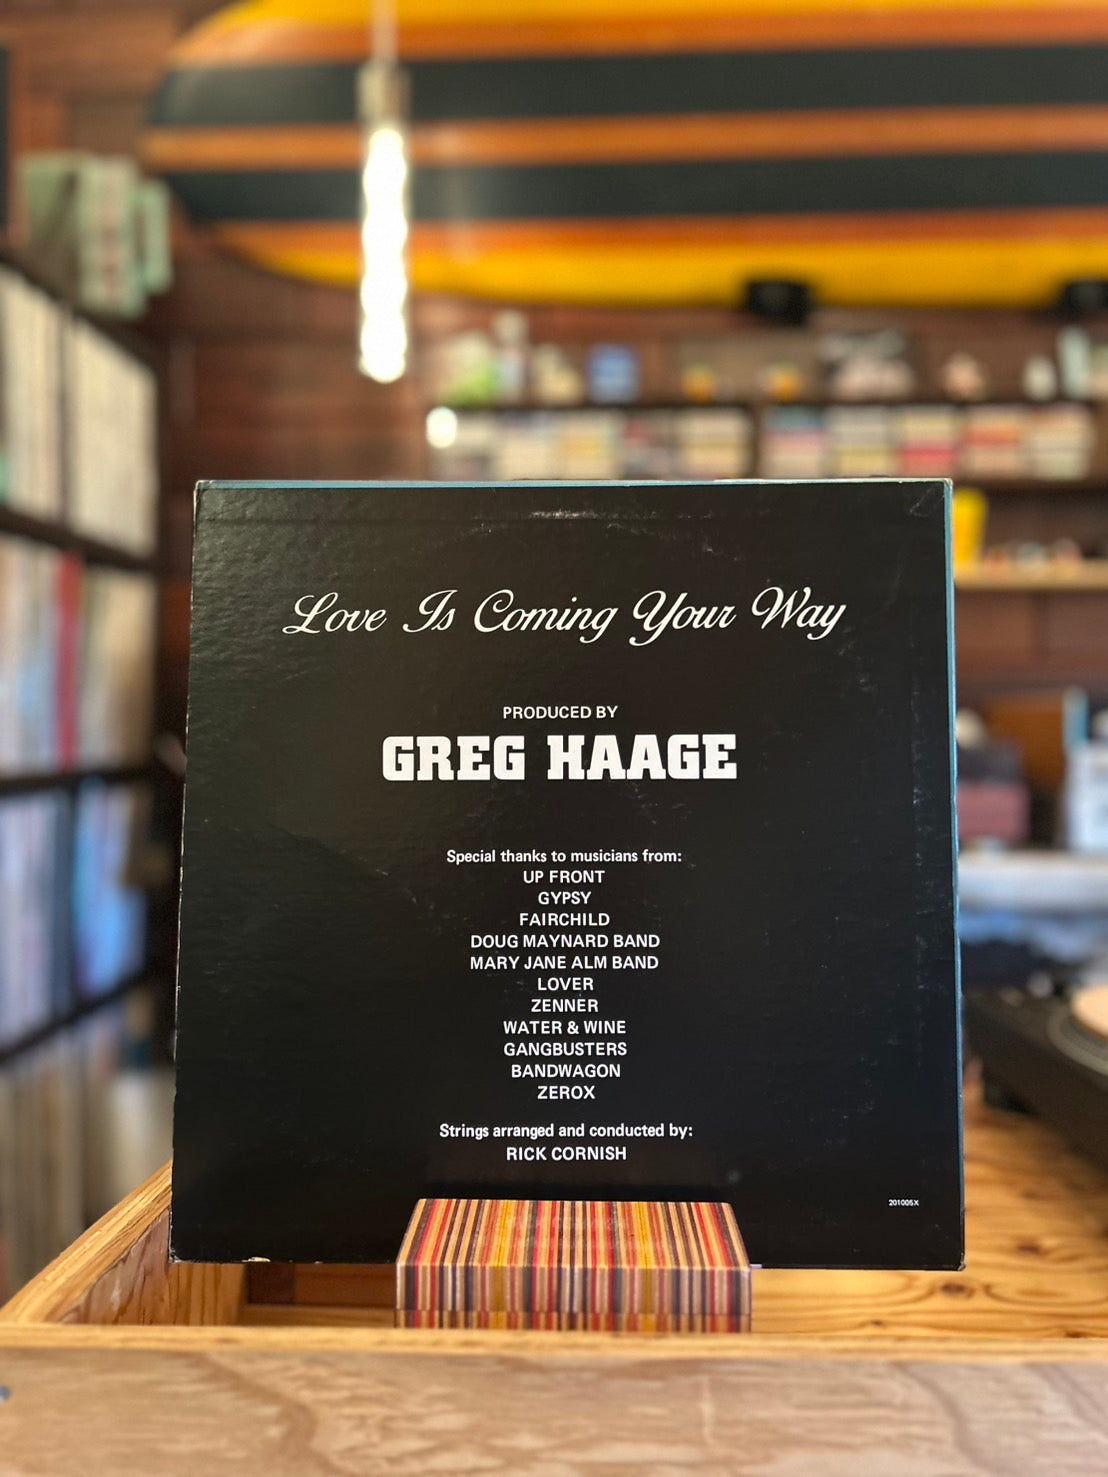 Love Is Coming Your Way
PRODUCED BY
GREG HAAGE
Special thanks to musicians from:
UP FRONT
GYPSY
FAIRCHILD
DOUG MAYNARD BAND
MARY JANE ALM BAND
LOVER
ZENNER
WATER & WINE
GANGBUSTERS
BANDWAGON
ZEROX
Strings arranged and conducted by:
RICK CORNISH
201005X